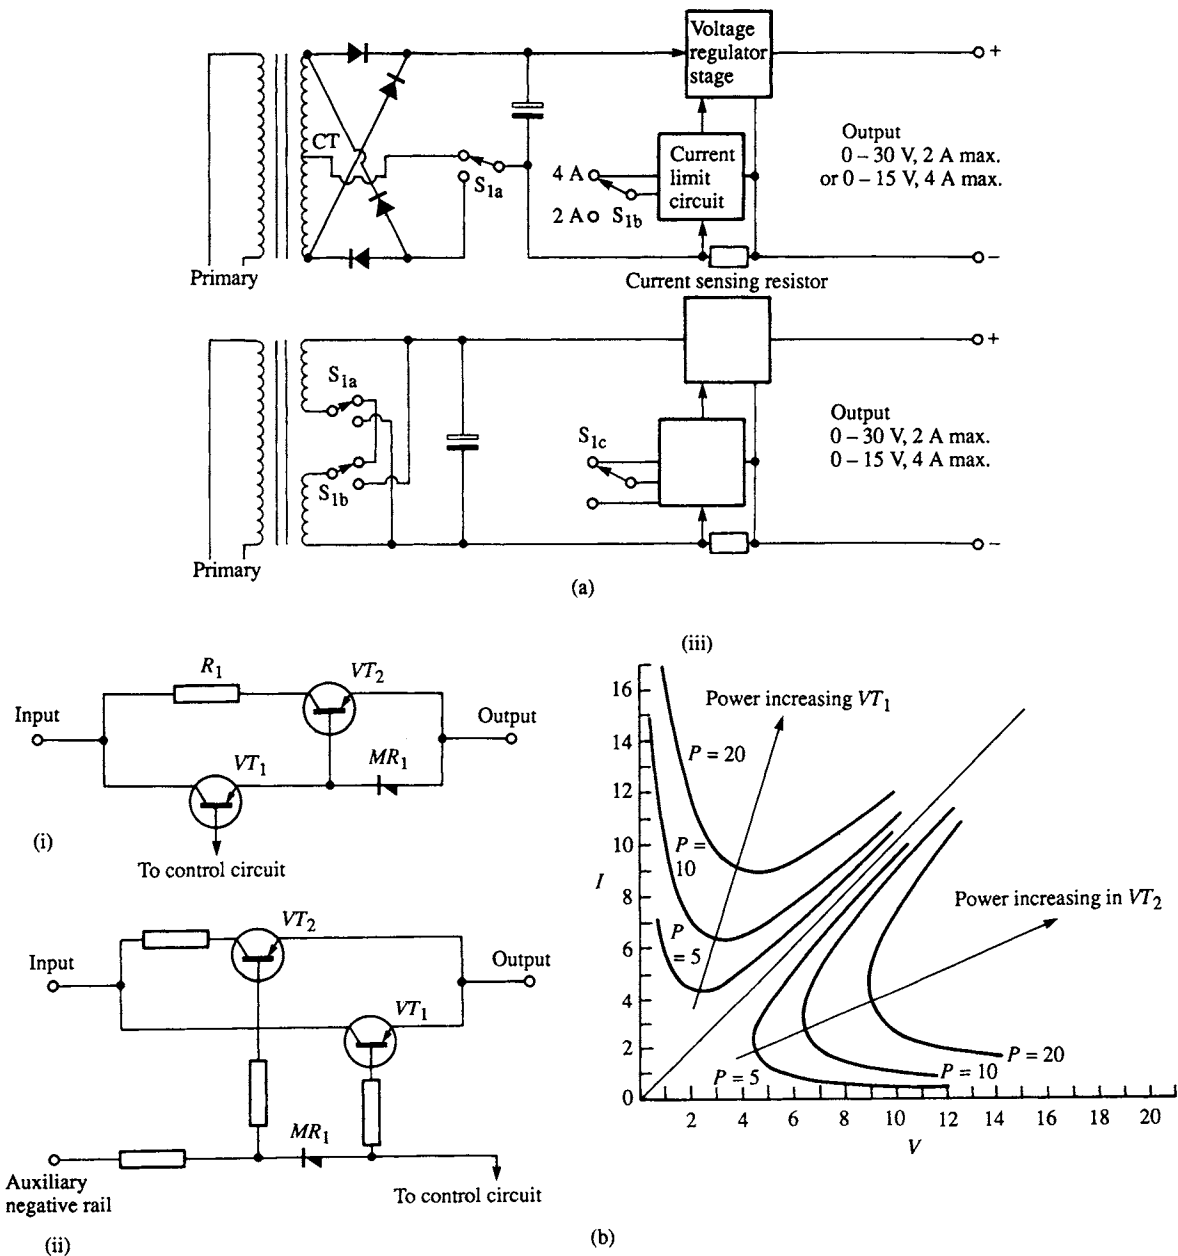 Voltage
regulator
stage
+
CT
Current
limit
circuit
4 A
2 A
S1a
S1b
Output
0 – 30 V, 2 A max.
or 0 – 15 V, 4 A max.
–
Primary
Current sensing resistor
+
S1a
S1b
S1c
Output
0 – 30 V, 2 A max.
0 – 15 V, 4 A max.
–
Primary
(a)
R1
VT2
Input
Output
VT1
MR1
(i)
To control circuit
VT2
Input
Output
VT1
MR1
Auxiliary
negative rail
To control circuit
(ii)
(iii)
16
14
12
10
8
6
4
2
0
I
Power increasing VT1
P = 20
P =
10
P
= 5
Power increasing in VT2
P = 20
P = 10
P = 5
2
4
6
8
10
12
14
16
18
20
V
(b)